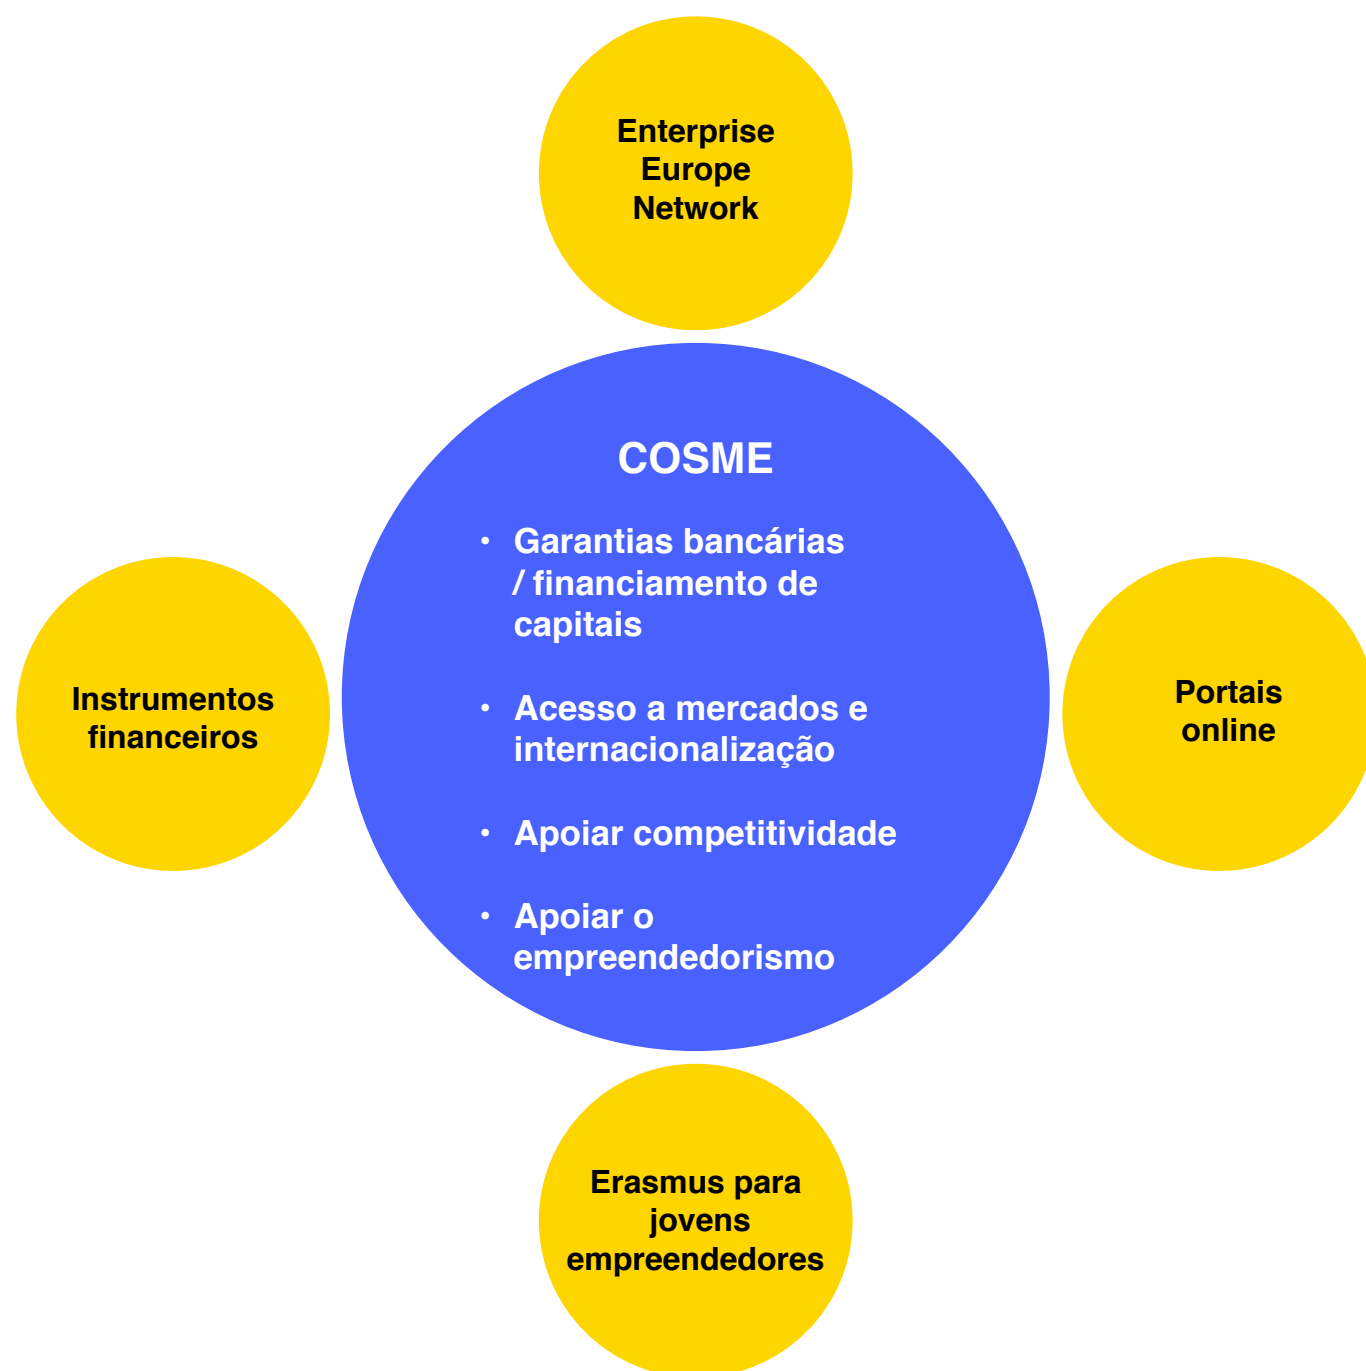 Enterprise
Europe
Network
COSME
• Garantias bancárias
/ financiamento de
capitais
• Acesso a mercados e
internacionalização
• Apoiar competitividade
• Apoiar o
empreendedorismo
Instrumentos
financeiros
Portais
online
Erasmus para
jovens
empreendedores